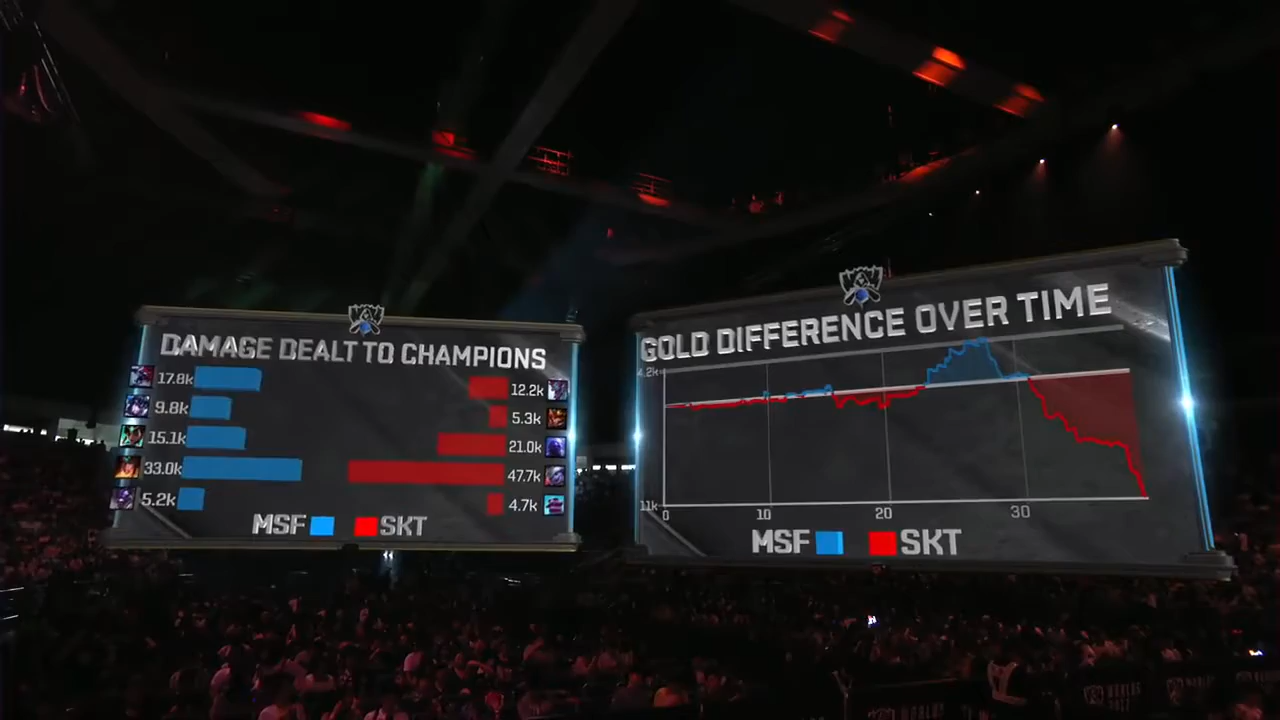 DAMAGE DEALT TO CHAMPIONS
17.8k 12.2k
9.8k 5.3k
15.1k 21.0k
33.0k 47.7k
5.2k 4.7k
MSF SKT
GOLD DIFFERENCE OVER TIME
4.2k
11k
0 10 20 30
MSF SKT
WORLDS